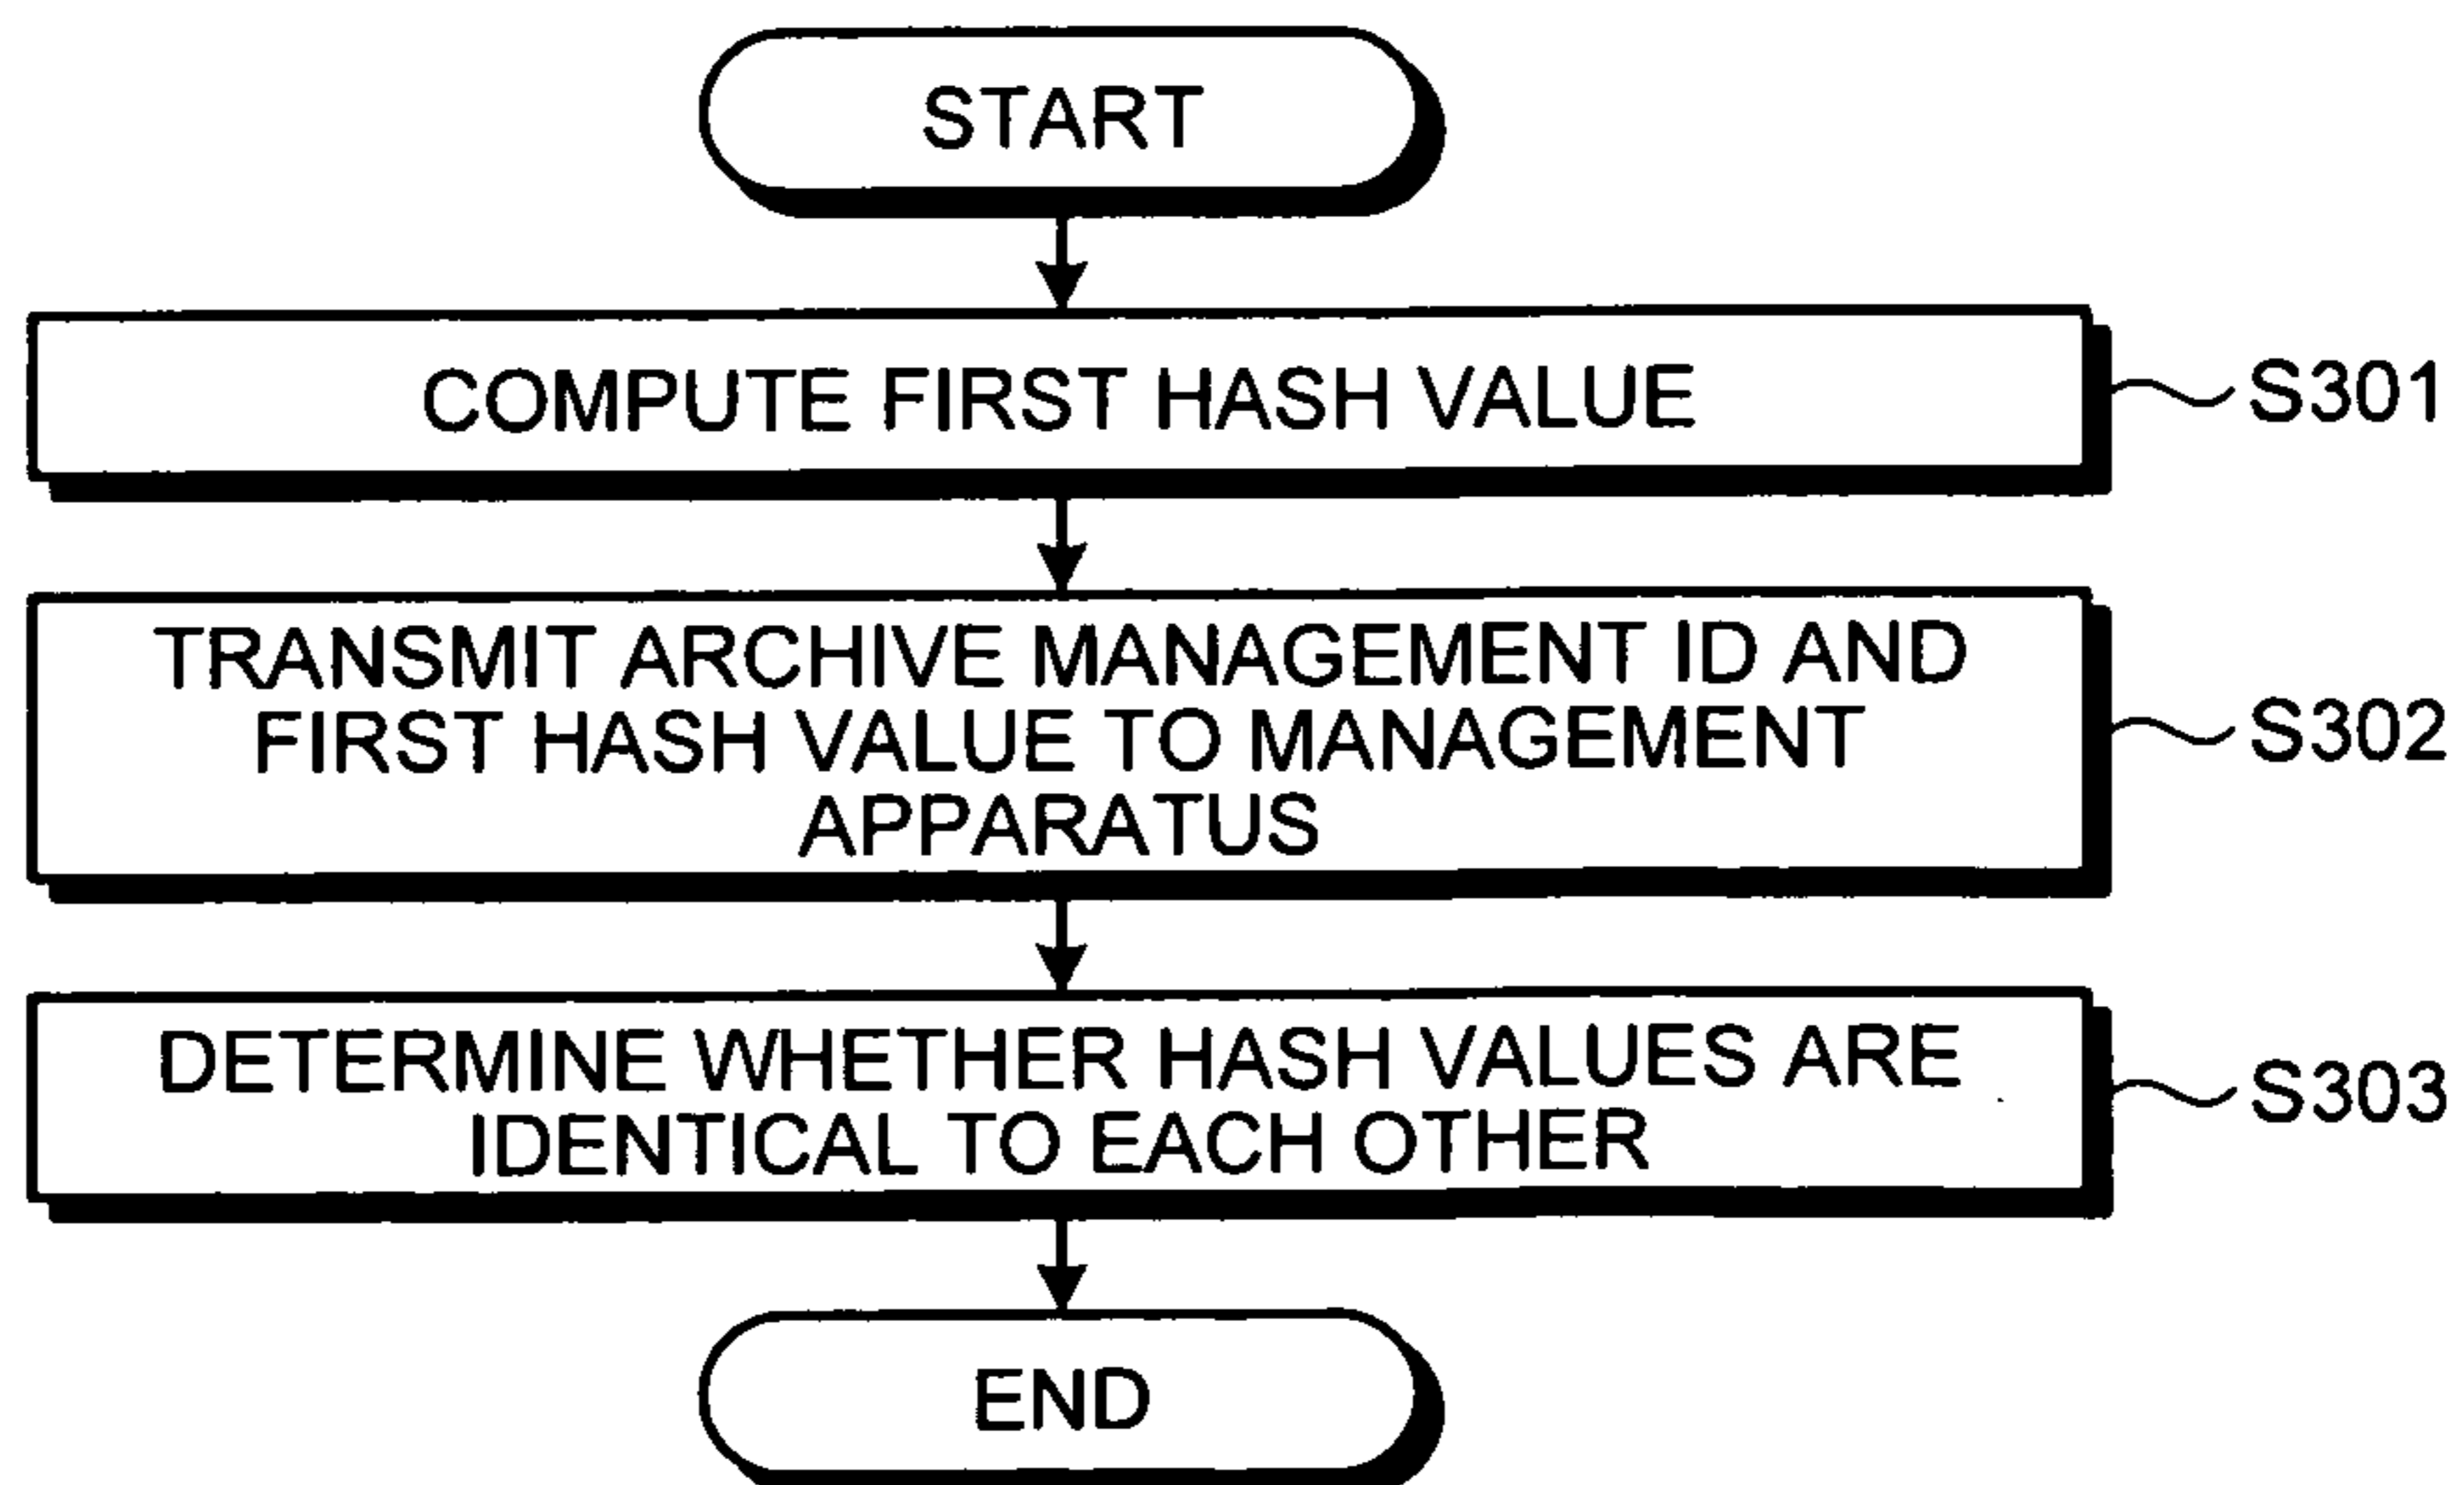 START
COMPUTE FIRST HASH VALUE
S301
TRANSMIT ARCHIVE MANAGEMENT ID AND
FIRST HASH VALUE TO MANAGEMENT
APPARATUS
S302
DETERMINE WHETHER HASH VALUES ARE
IDENTICAL TO EACH OTHER
S303
END